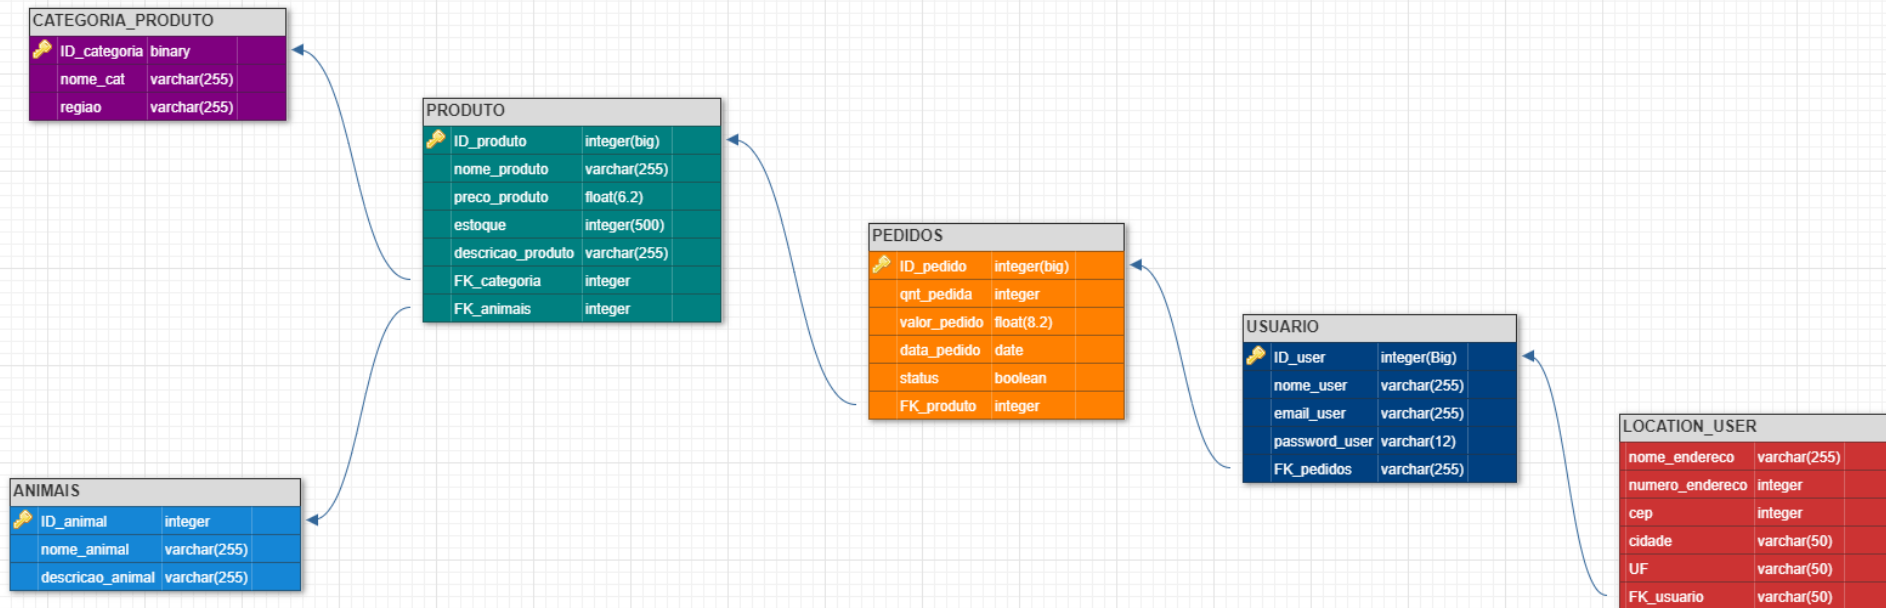 CATEGORIA_PRODUTO
ID_categoria binary
nome_cat varchar(255)
regiao varchar(255)
PRODUTO
ID_produto integer(big)
nome_produto varchar(255)
preco_produto float(6.2)
estoque integer(500)
descricao_produto varchar(255)
FK_categoria integer
FK_animais integer
ANIMAIS
ID_animal integer
nome_animal varchar(255)
descricao_animal varchar(255)
PEDIDOS
ID_pedido integer(big)
qnt_pedida integer
valor_pedido float(8.2)
data_pedido date
status boolean
FK_produto integer
USUARIO
ID_user integer(Big)
nome_user varchar(255)
email_user varchar(255)
password_user varchar(12)
FK_pedidos varchar(255)
LOCATION_USER
nome_endereco varchar(255)
numero_endereco integer
cep integer
cidade varchar(50)
UF varchar(50)
FK_usuario varchar(50)